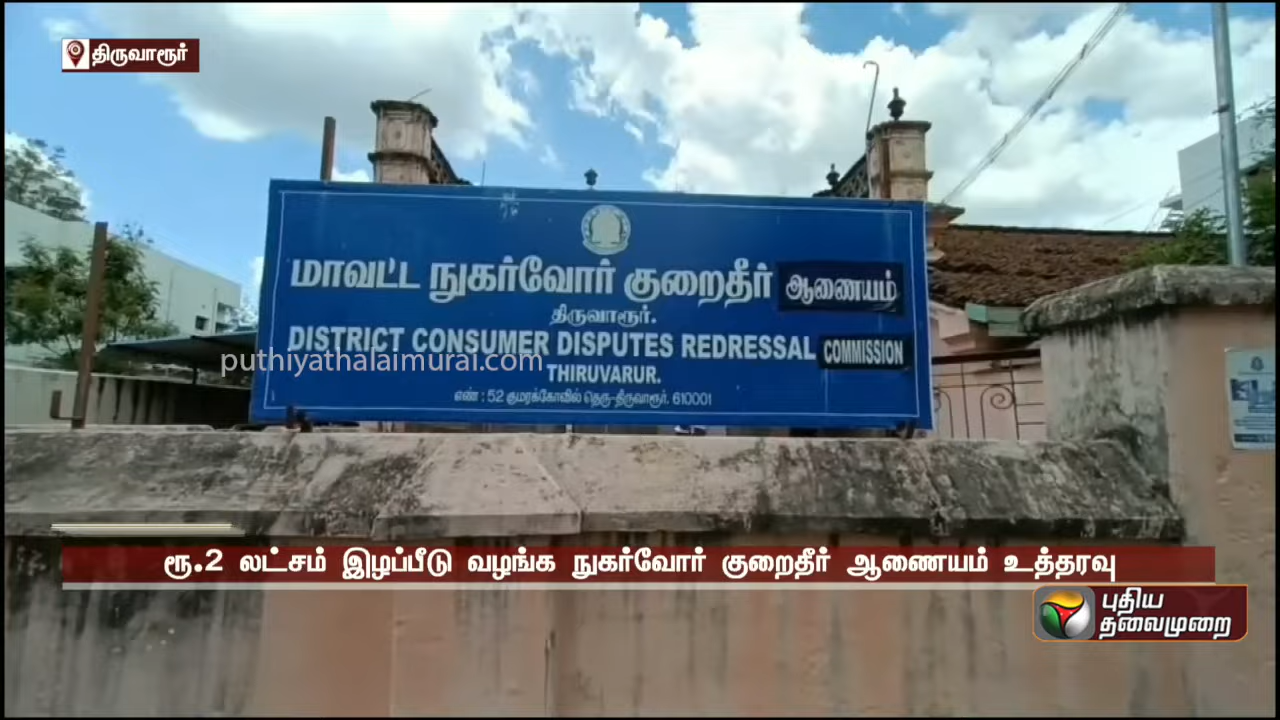 திருவாரூர்
மாவட்ட நுகர்வோர் குறைதீர் ஆணையம்
திருவாரூர்.
DISTRICT CONSUMER DISPUTES REDRESSAL COMMISSION
puthiyathalaimurai.com
THIRUVARUR.
எண் : 52 குமரக்கோவில் தெரு-திருவாரூர். 610001
ரூ.2 லட்சம் இழப்பீடு வழங்க நுகர்வோர் குறைதீர் ஆணையம் உத்தரவு
புதிய
தலைமுறை